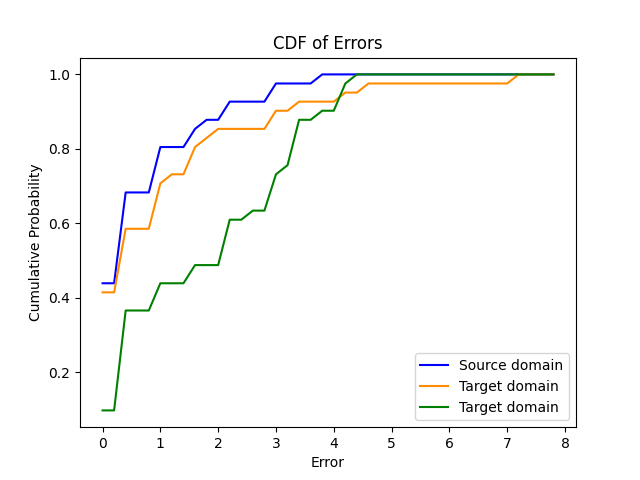 CDF of Errors
1.0
0.8
0.6
0.4
0.2
Cumulative Probability
Source domain
Target domain
Target domain
0 1 2 3 4 5 6 7 8
Error